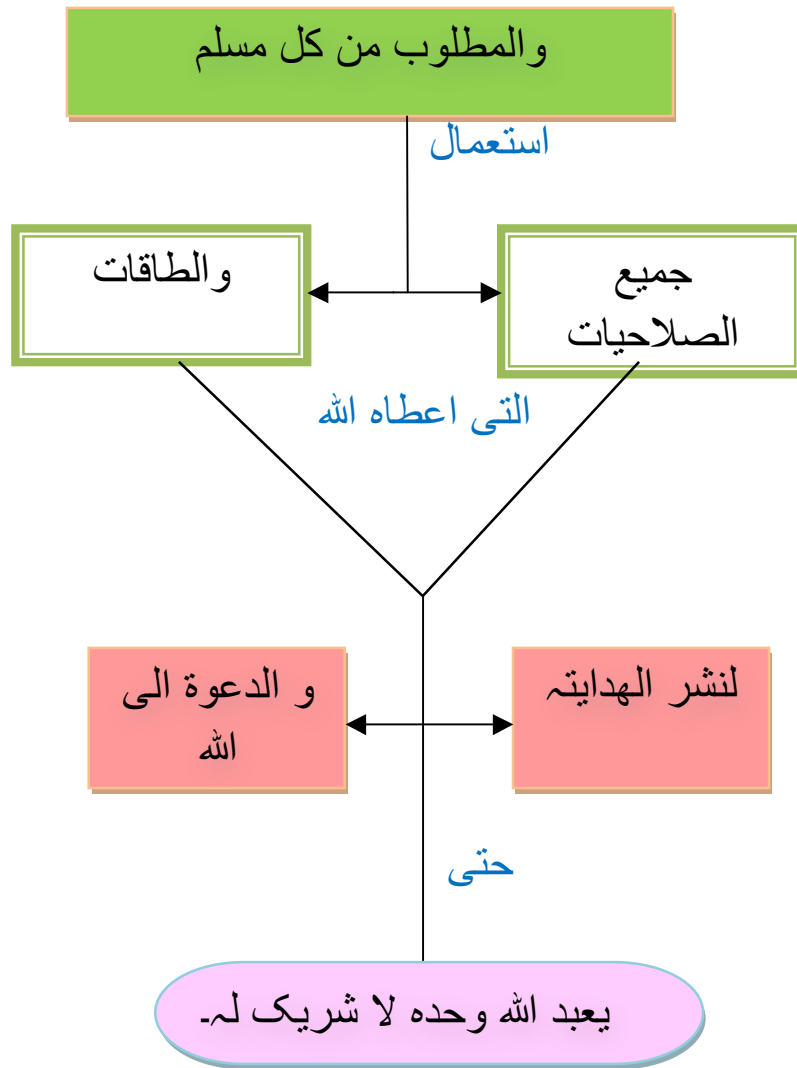 والمطلوب من كل مسلم
استعمال
جميع
الصلاحيات
والطاقات
التى اعطاه الله
لنشر الهدايتہ
و الدعوة الى
الله
حتى
يعبد الله وحده لا شريک لہ۔